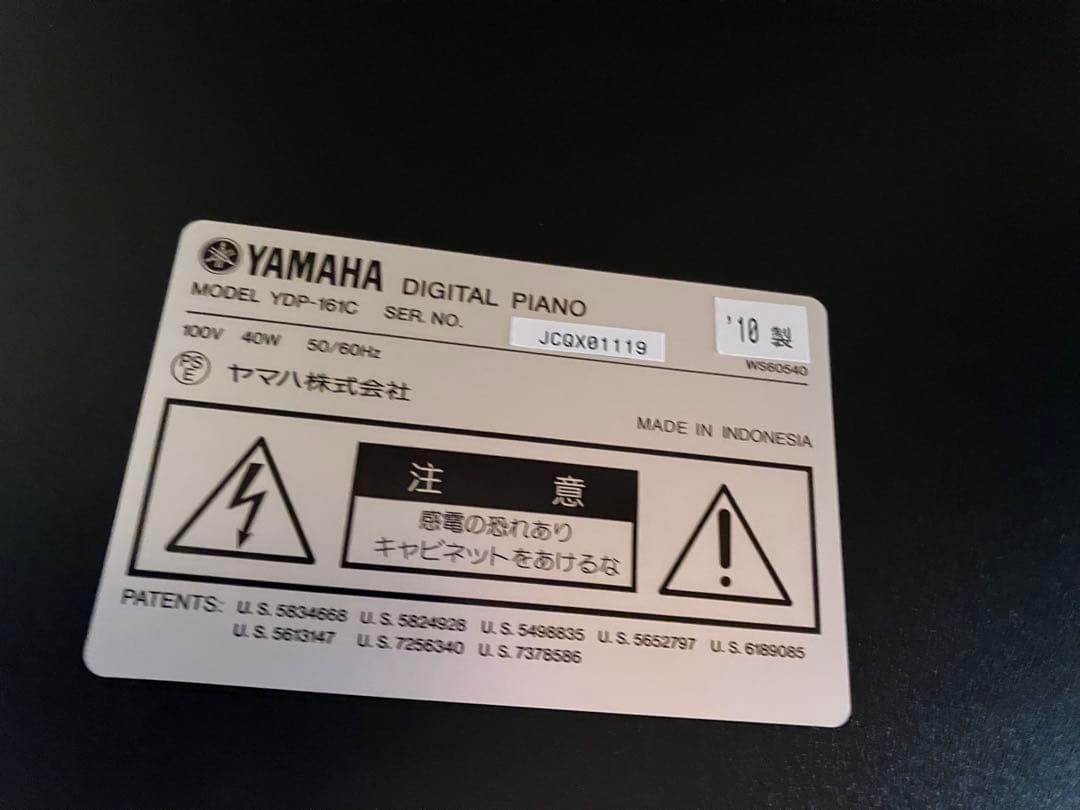 YAMAHA DIGITAL PIANO
MODEL YDP-161C SER. NO. JCQX01119 '10 製
100V 40W 50/60Hz WS60540
PSE ヤマハ株式会社
MADE IN INDONESIA
注意
感電の恐れあり
キャビネットをあけるな
PATENTS: U. S. 5834668 U. S. 5824928 U. S. 5498835 U. S. 5652797 U. S. 6189085
U. S. 5613147 U. S. 7256340 U. S. 7378586